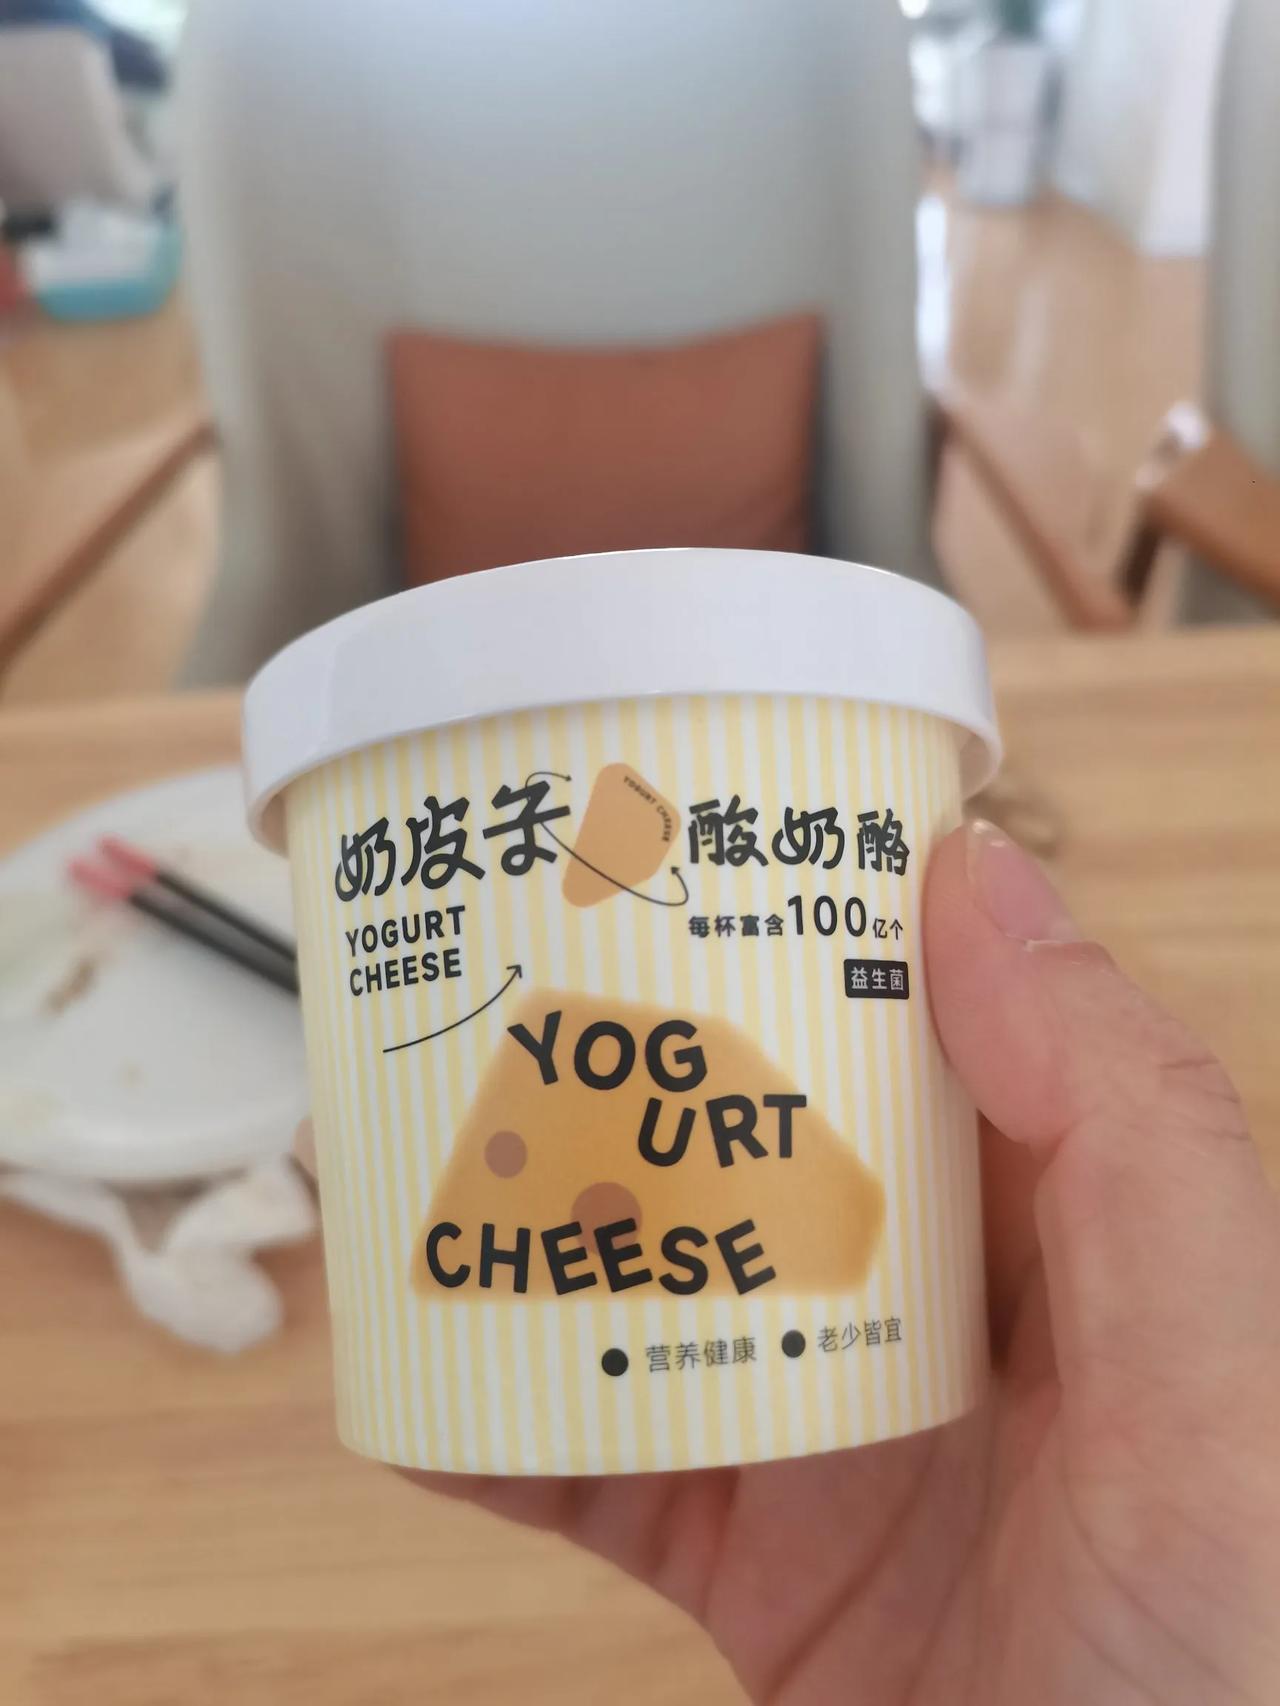 奶皮子
YOGURT CHEESE
酸奶酪
YOGURT
CHEESE
每杯富含100亿个
益生菌
YOG
URT
CHEESE
● 营养健康 ● 老少皆宜